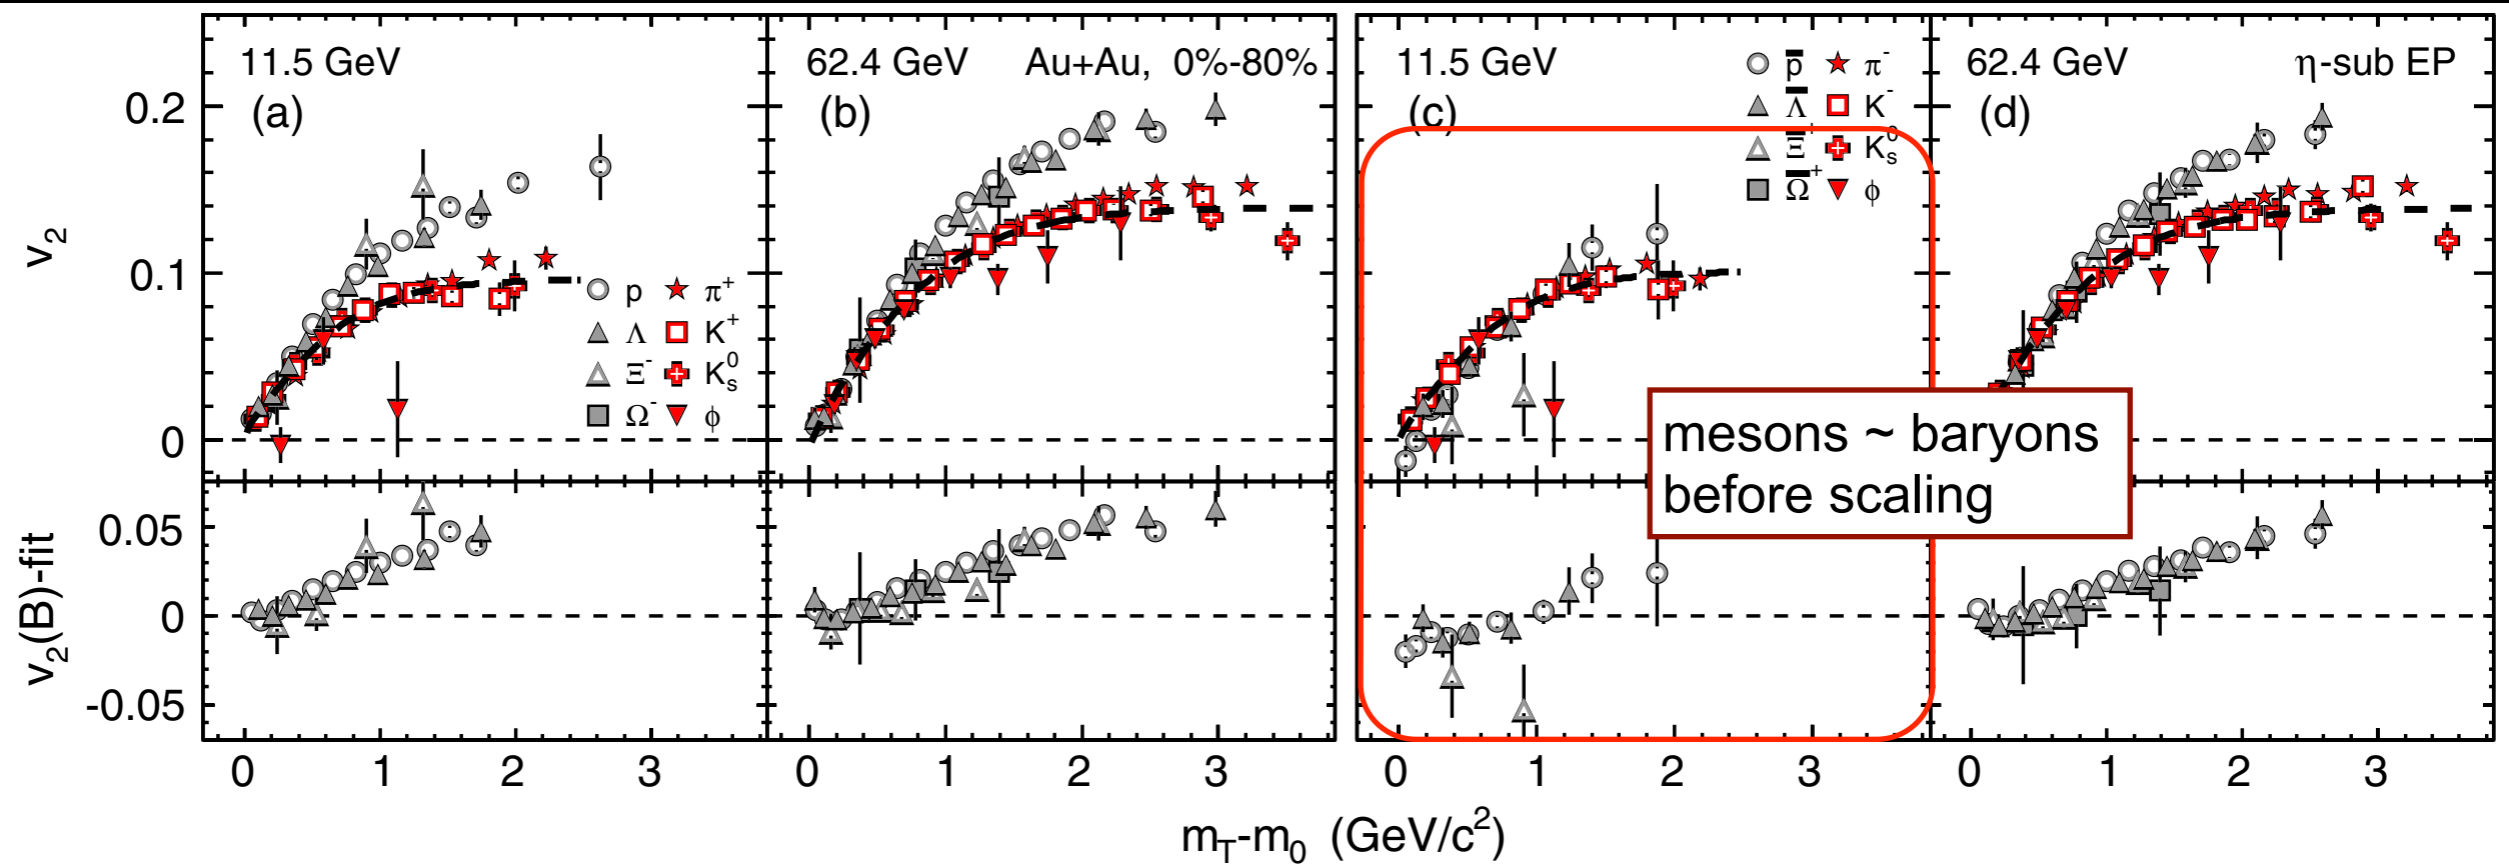 11.5 GeV
(a)
62.4 GeV Au+Au, 0%-80%
(b)
11.5 GeV
(c)
62.4 GeV η-sub EP
(d)
p π⁺
Λ K⁺
Ξ⁻ K⁰ₛ
Ω⁻ φ
p̅ π⁻
Λ̅ K⁻
Ξ̅⁺ K⁰ₛ
Ω̅⁺ φ
mesons ~ baryons
before scaling
v₂
0.2
0.1
0
v₂(B)-fit
0.05
0
-0.05
0 1 2 3 0 1 2 3 0 1 2 3 0 1 2 3
m_T-m₀ (GeV/c²)